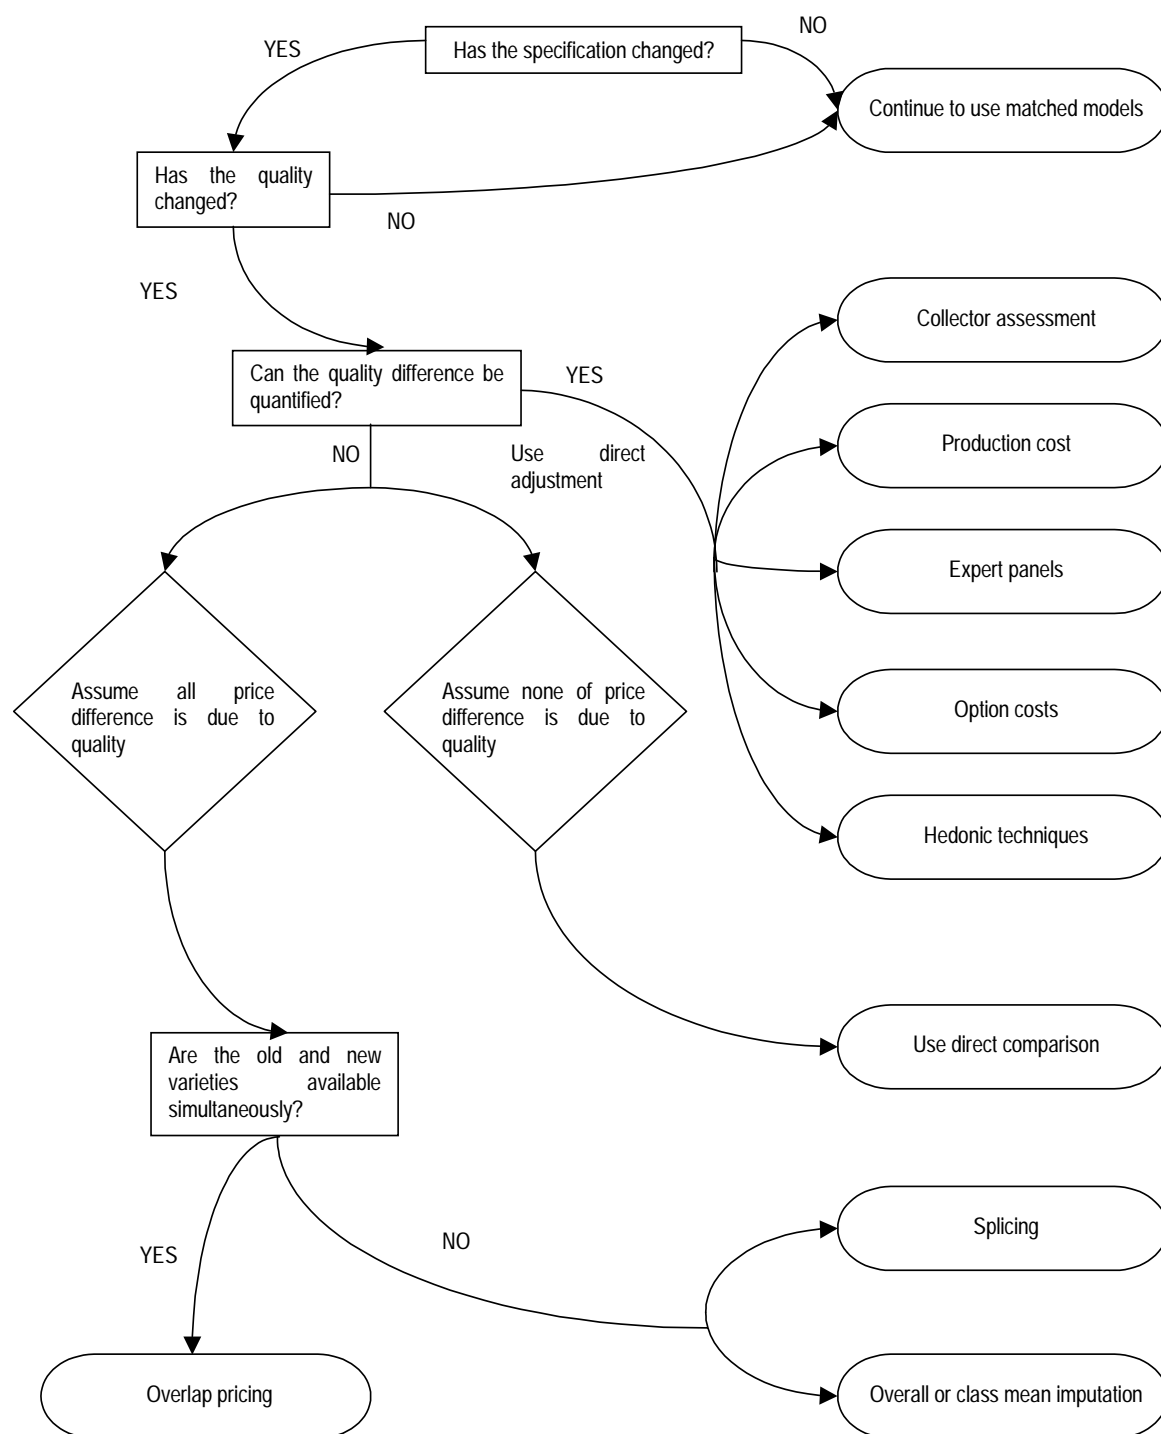 NO
YES
Has the specification changed?
Continue to use matched models
Has the quality
changed?
NO
YES
Collector assessment
Can the quality difference be
quantified?
YES
NO
Use direct
adjustment
Production cost
Expert panels
Assume all price
difference is due to
quality
Assume none of price
difference is due to
quality
Option costs
Hedonic techniques
Are the old and new
varieties available
simultaneously?
Use direct comparison
YES
NO
Splicing
Overlap pricing
Overall or class mean imputation